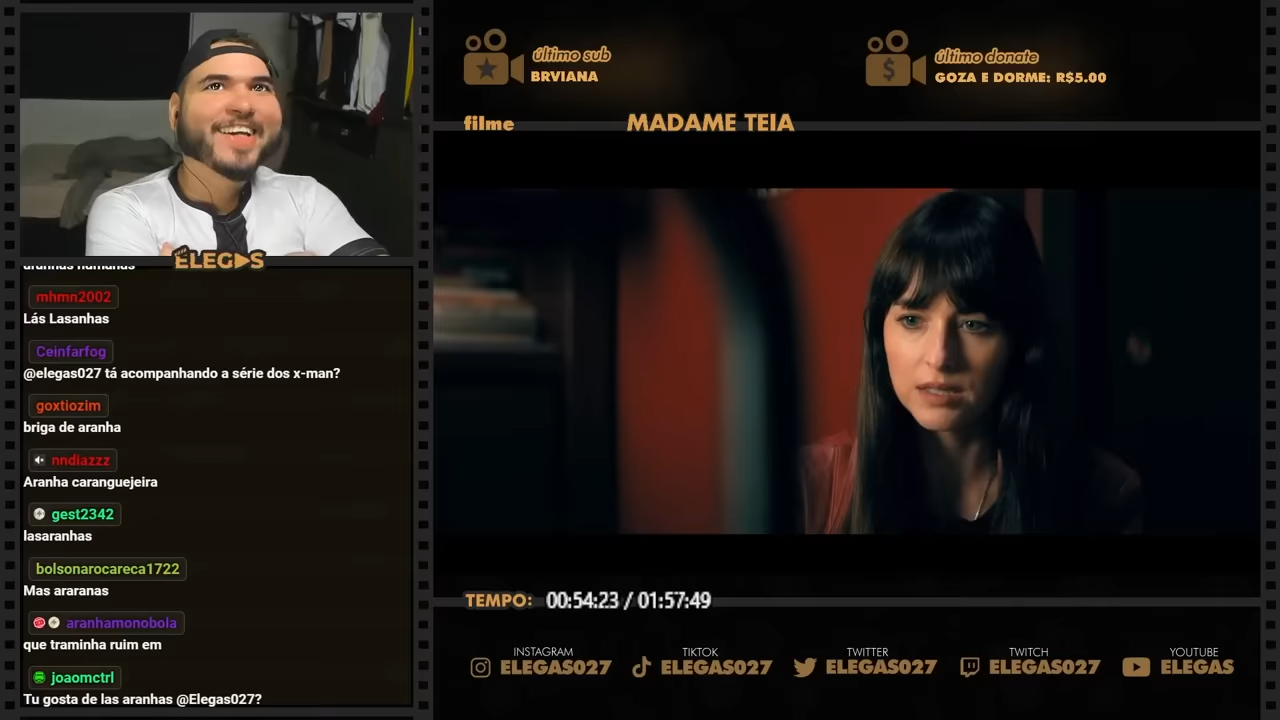 último sub
BRVIANA
último donate
GOZA E DORME: R$5.00
filme
MADAME TEIA
ELEGAS
mhmn2002
Lás Lasanhas
Ceinfarfog
@elegas027 tá acompanhando a série dos x-man?
goxtiozim
briga de aranha
nndiazzz
Aranha caranguejeira
gest2342
lasaranhas
bolsonarocareca1722
Mas araranas
aranhamonobola
que traminha ruim em
joaomctrl
Tu gosta de las aranhas @Elegas027?
TEMPO: 00:54:23 / 01:57:49
INSTAGRAM
ELEGAS027
TIKTOK
ELEGAS027
TWITTER
ELEGAS027
TWITCH
ELEGAS027
YOUTUBE
ELEGAS